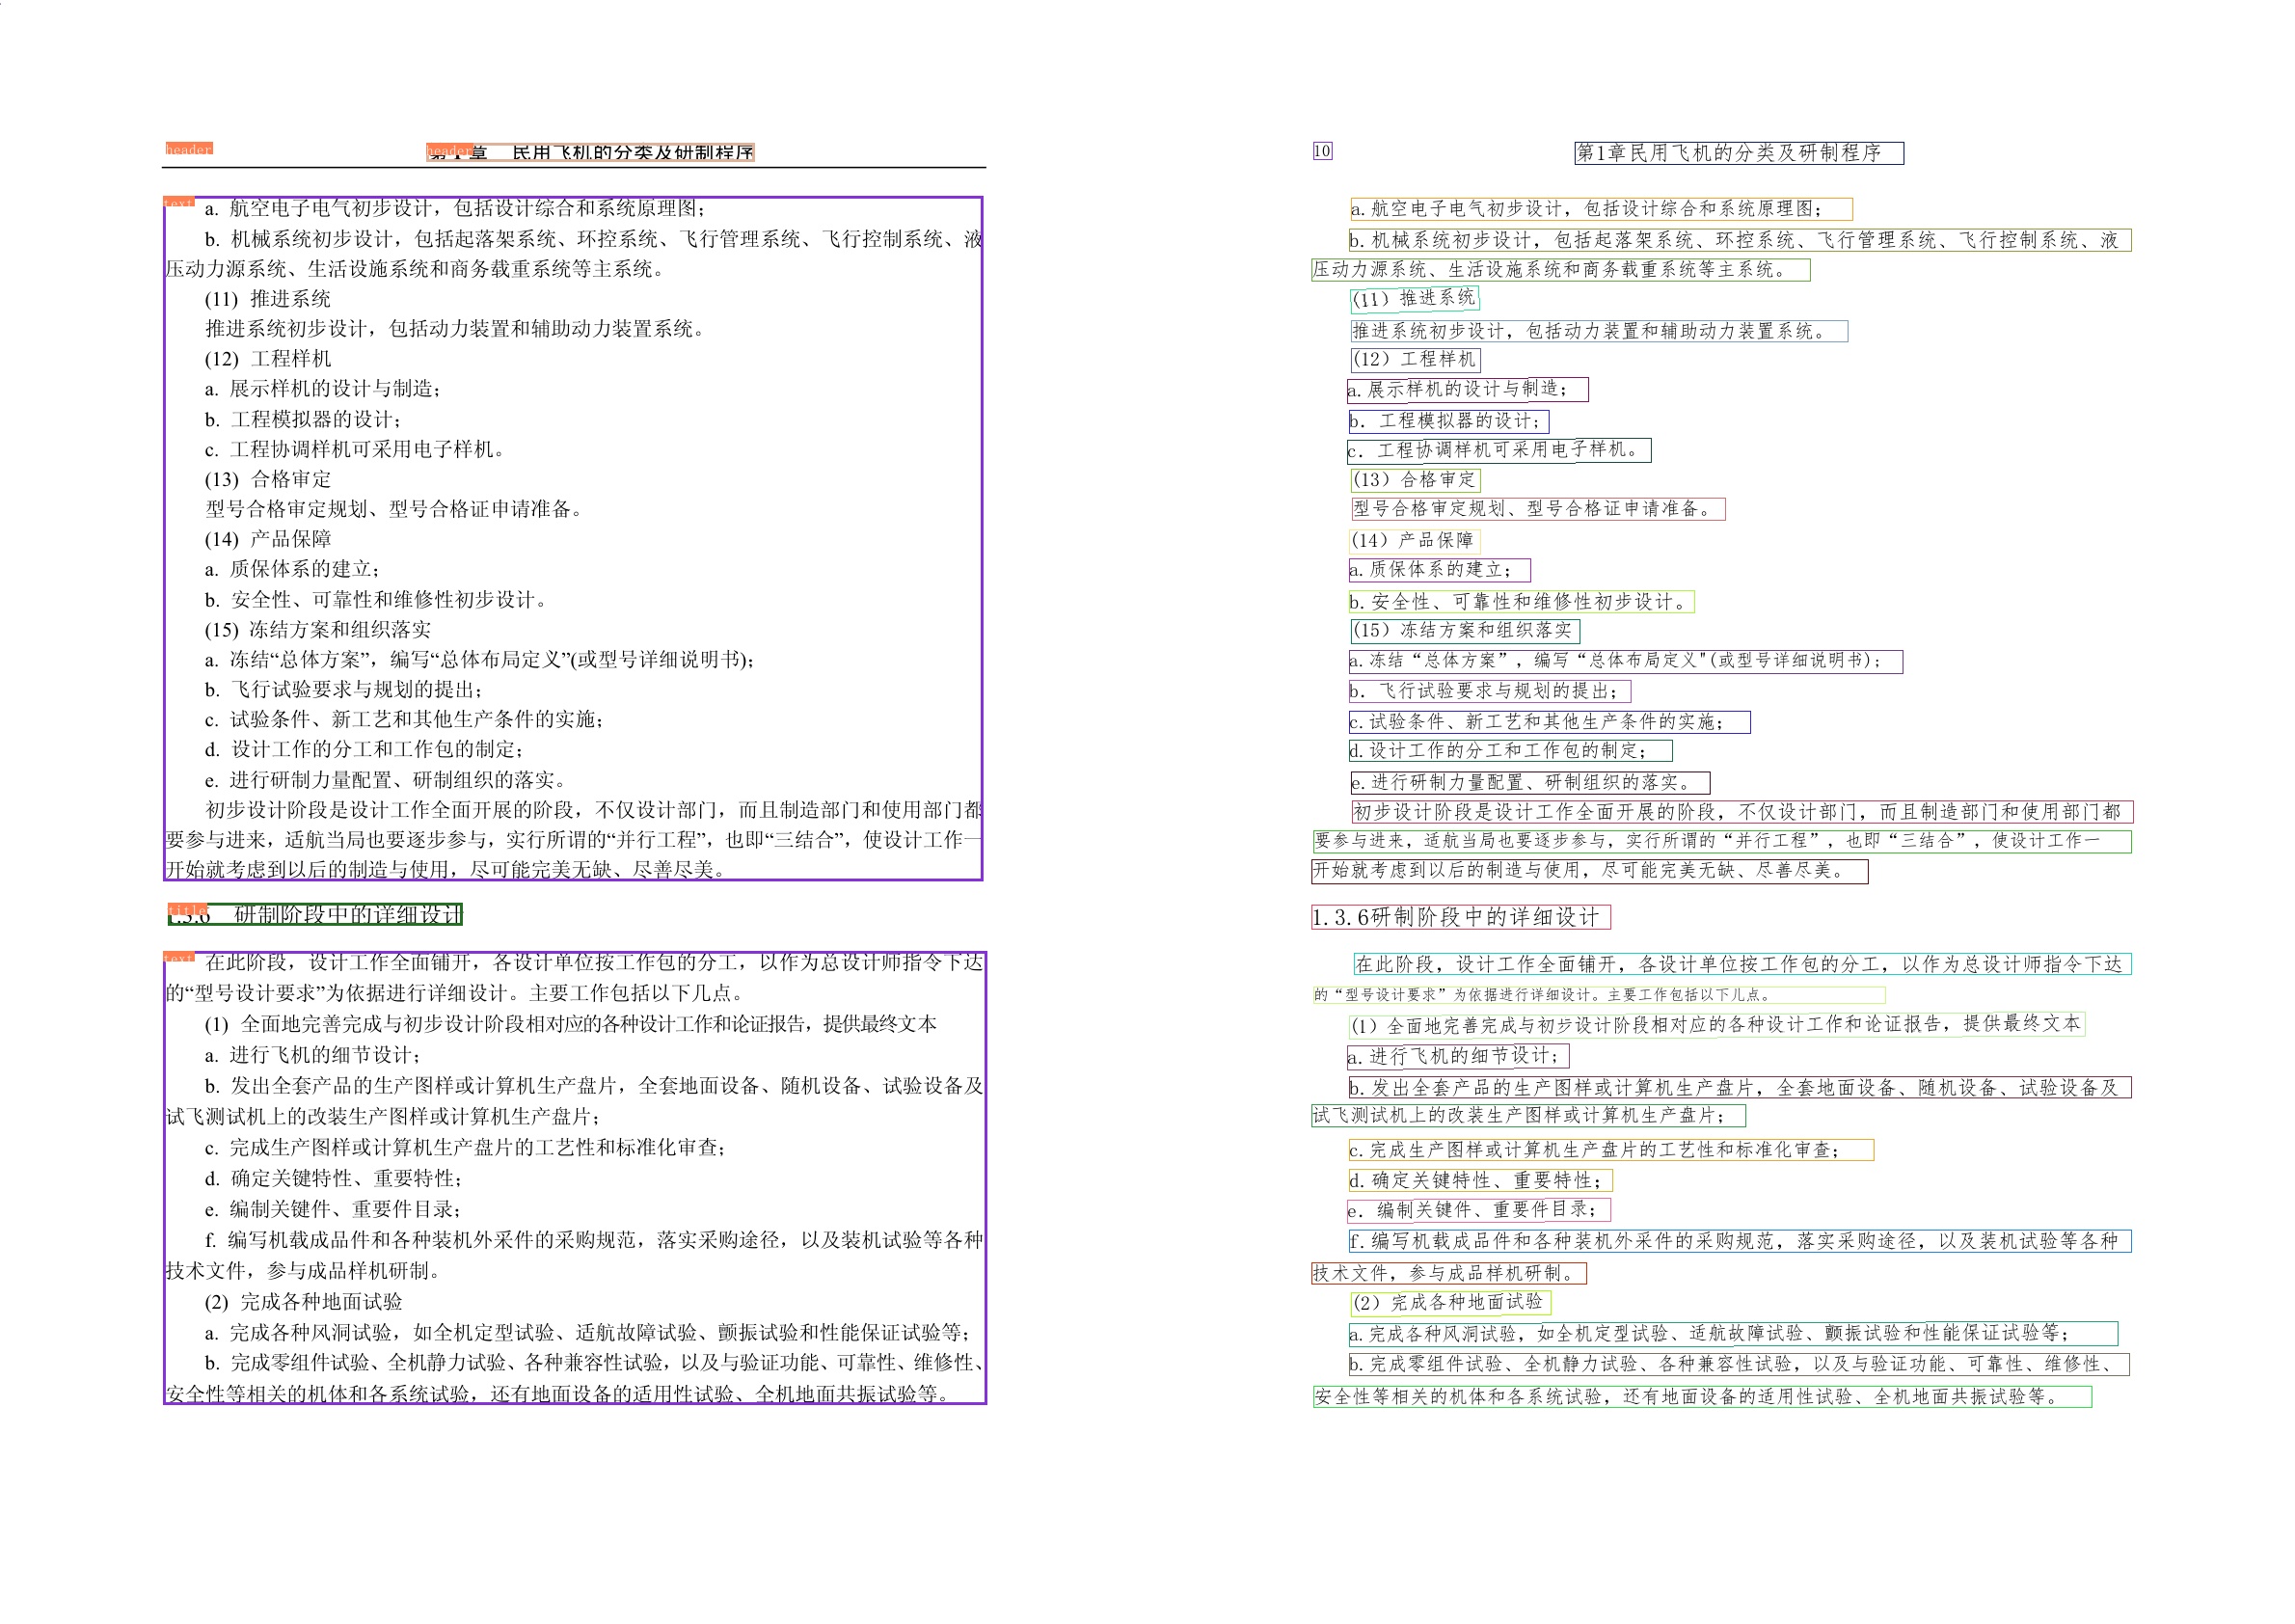 header
header
第1章 民用飞机的分类及研制程序
text
a. 航空电子电气初步设计，包括设计综合和系统原理图；
b. 机械系统初步设计，包括起落架系统、环控系统、飞行管理系统、飞行控制系统、液
压动力源系统、生活设施系统和商务载重系统等主系统。
(11) 推进系统
推进系统初步设计，包括动力装置和辅助动力装置系统。
(12) 工程样机
a. 展示样机的设计与制造；
b. 工程模拟器的设计；
c. 工程协调样机可采用电子样机。
(13) 合格审定
型号合格审定规划、型号合格证申请准备。
(14) 产品保障
a. 质保体系的建立；
b. 安全性、可靠性和维修性初步设计。
(15) 冻结方案和组织落实
a. 冻结“总体方案”，编写“总体布局定义”(或型号详细说明书)；
b. 飞行试验要求与规划的提出；
c. 试验条件、新工艺和其他生产条件的实施；
d. 设计工作的分工和工作包的制定；
e. 进行研制力量配置、研制组织的落实。
初步设计阶段是设计工作全面开展的阶段，不仅设计部门，而且制造部门和使用部门都
要参与进来，适航当局也要逐步参与，实行所谓的“并行工程”，也即“三结合”，使设计工作一
开始就考虑到以后的制造与使用，尽可能完美无缺、尽善尽美。
title
1.3.6 研制阶段中的详细设计
text
在此阶段，设计工作全面铺开，各设计单位按工作包的分工，以作为总设计师指令下达
的“型号设计要求”为依据进行详细设计。主要工作包括以下几点。
(1) 全面地完善完成与初步设计阶段相对应的各种设计工作和论证报告，提供最终文本
a. 进行飞机的细节设计；
b. 发出全套产品的生产图样或计算机生产盘片，全套地面设备、随机设备、试验设备及
试飞测试机上的改装生产图样或计算机生产盘片；
c. 完成生产图样或计算机生产盘片的工艺性和标准化审查；
d. 确定关键特性、重要特性；
e. 编制关键件、重要件目录；
f. 编写机载成品件和各种装机外采件的采购规范，落实采购途径，以及装机试验等各种
技术文件，参与成品样机研制。
(2) 完成各种地面试验
a. 完成各种风洞试验，如全机定型试验、适航故障试验、颤振试验和性能保证试验等；
b. 完成零组件试验、全机静力试验、各种兼容性试验，以及与验证功能、可靠性、维修性、
安全性等相关的机体和各系统试验，还有地面设备的适用性试验、全机地面共振试验等。
10
第1章民用飞机的分类及研制程序
a.航空电子电气初步设计，包括设计综合和系统原理图；
b.机械系统初步设计，包括起落架系统、环控系统、飞行管理系统、飞行控制系统、液
压动力源系统、生活设施系统和商务载重系统等主系统。
(11）推进系统
推进系统初步设计，包括动力装置和辅助动力装置系统。
(12）工程样机
a.展示样机的设计与制造；
b. 工程模拟器的设计；
c. 工程协调样机可采用电子样机。
(13）合格审定
型号合格审定规划、型号合格证申请准备。
(14）产品保障
a.质保体系的建立；
b.安全性、可靠性和维修性初步设计。
(15）冻结方案和组织落实
a.冻结“总体方案”，编写“总体布局定义"(或型号详细说明书)；
b. 飞行试验要求与规划的提出；
c.试验条件、新工艺和其他生产条件的实施；
d.设计工作的分工和工作包的制定；
e.进行研制力量配置、研制组织的落实。
初步设计阶段是设计工作全面开展的阶段，不仅设计部门，而且制造部门和使用部门都
要参与进来，适航当局也要逐步参与，实行所谓的“并行工程”，也即“三结合”，使设计工作一
开始就考虑到以后的制造与使用，尽可能完美无缺、尽善尽美。
1.3.6研制阶段中的详细设计
在此阶段，设计工作全面铺开，各设计单位按工作包的分工，以作为总设计师指令下达
的“型号设计要求”为依据进行详细设计。主要工作包括以下儿点。
(1）全面地完善完成与初步设计阶段相对应的各种设计工作和论证报告，提供最终文本
a.进行飞机的细节设计；
b.发出全套产品的生产图样或计算机生产盘片，全套地面设备、随机设备、试验设备及
试飞测试机上的改装生产图样或计算机生产盘片；
c.完成生产图样或计算机生产盘片的工艺性和标准化审查；
d.确定关键特性、重要特性；
e. 编制关键件、重要件目录；
f.编写机载成品件和各种装机外采件的采购规范，落实采购途径，以及装机试验等各种
技术文件，参与成品样机研制。
(2）完成各种地面试验
a.完成各种风洞试验，如全机定型试验、适航故障试验、颤振试验和性能保证试验等；
b.完成零组件试验、全机静力试验、各种兼容性试验，以及与验证功能、可靠性、维修性、
安全性等相关的机体和各系统试验，还有地面设备的适用性试验、全机地面共振试验等。